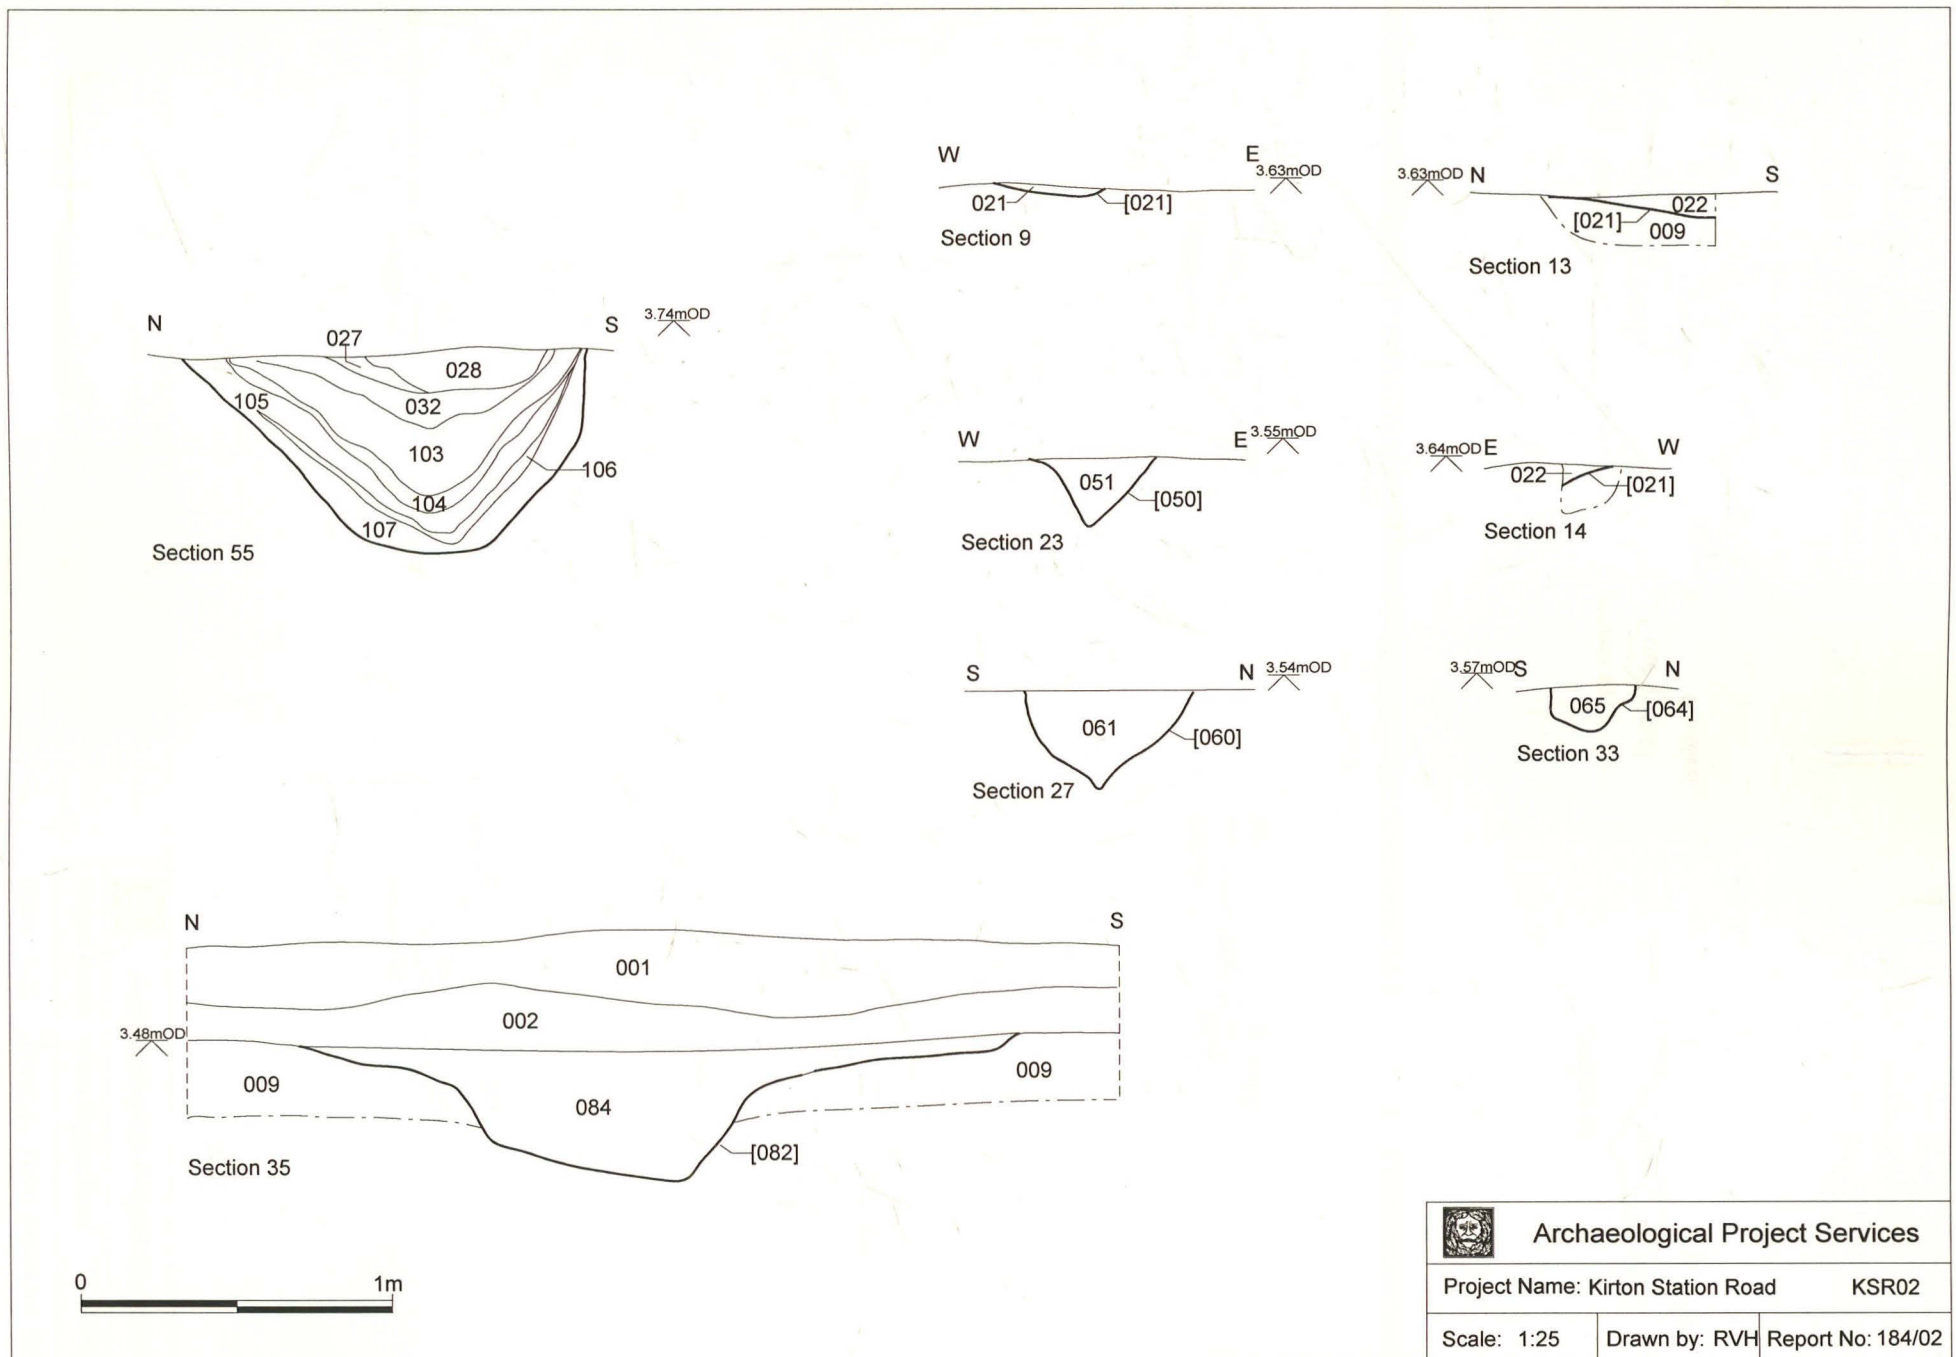 W
E
3.63mOD
021
[021]
Section 9
3.63mOD N
S
022
[021]
009
Section 13
N
S
3.74mOD
027
028
032
105
103
106
104
107
Section 55
W
E 3.55mOD
051
[050]
Section 23
3.64mOD E
W
022
[021]
Section 14
S
N 3.54mOD
061
[060]
Section 27
3.57mOD S
N
065
[064]
Section 33
N
S
001
002
3.48mOD
009
009
084
[082]
Section 35
0
1m
Archaeological Project Services
Project Name: Kirton Station Road KSR02
Scale: 1:25 Drawn by: RVH Report No: 184/02